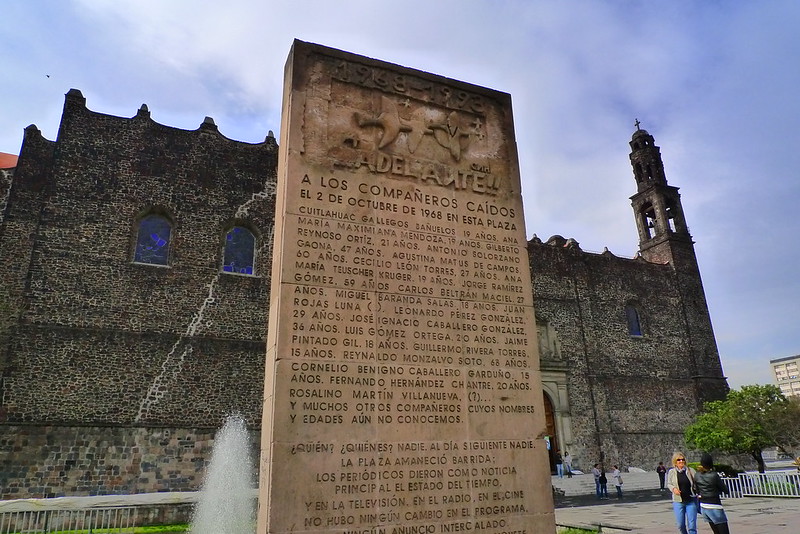 1968-1993
ADELANTE!!
A LOS COMPAÑEROS CAÍDOS
EL 2 DE OCTUBRE DE 1968 EN ESTA PLAZA
CUITLAHUAC GALLEGOS BAÑUELOS, 19 AÑOS, ANA
MARÍA MAXIMIANA MENDOZA, 19 AÑOS. GILBERTO
REYNOSO ORTÍZ, 21 AÑOS. ANTONIO SOLORZANO
GAONA, 47 AÑOS. AGUSTINA MATUS DE CAMPOS,
60 AÑOS. CECILIO LEÓN TORRES, 27 AÑOS. ANA
MARÍA TEUSCHER KRUGER, 19 AÑOS. JORGE RAMÍREZ
GÓMEZ, 59 AÑOS CARLOS BELTRÁN MACIEL, 27
AÑOS. MIGUEL BARANDA SALAS, 18 AÑOS. JUAN
ROJAS LUNA ( ). LEONARDO PÉREZ GONZÁLEZ,
29 AÑOS. JOSÉ IGNACIO CABALLERO GONZÁLEZ,
36 AÑOS. LUIS GÓMEZ ORTEGA, 20 AÑOS. JAIME
PINTADO GIL, 18 AÑOS. GUILLERMO RIVERA TORRES,
15 AÑOS. REYNALDO MONZALVO SOTO, 68 AÑOS.
CORNELIO BENIGNO CABALLERO GARDUÑO, 15
AÑOS. FERNANDO HERNÁNDEZ CHANTRE, 20 AÑOS.
ROSALINO MARTÍN VILLANUEVA, (?)...
Y MUCHOS OTROS COMPAÑEROS CUYOS NOMBRES
Y EDADES AÚN NO CONOCEMOS.
¿QUIÉN? ¿QUIÉNES? NADIE. AL DÍA SIGUIENTE NADIE.
LA PLAZA AMANECIÓ BARRIDA;
LOS PERIÓDICOS DIERON COMO NOTICIA
PRINCIPAL EL ESTADO DEL TIEMPO.
Y EN LA TELEVISIÓN, EN EL RADIO, EN EL CINE
NO HUBO NINGÚN CAMBIO EN EL PROGRAMA,
NINGÚN ANUNCIO INTERCALADO